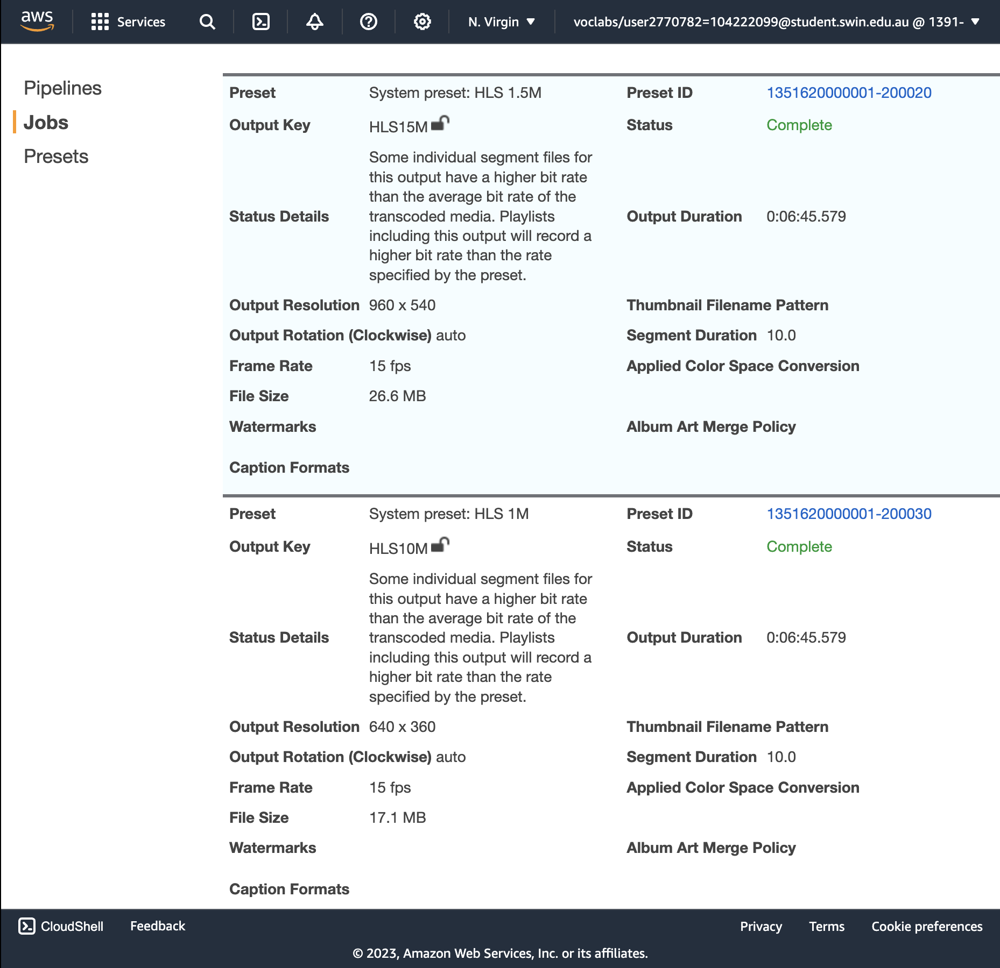 aws Services N. Virgin voclabs/user2770782=104222099@student.swin.edu.au @ 1391-
Pipelines
Jobs
Presets
Preset System preset: HLS 1.5M Preset ID 1351620000001-200020
Output Key HLS15M Status Complete
Status Details Some individual segment files for
this output have a higher bit rate
than the average bit rate of the
transcoded media. Playlists
including this output will record a
higher bit rate than the rate
specified by the preset.
Output Duration 0:06:45.579
Output Resolution 960 x 540 Thumbnail Filename Pattern
Output Rotation (Clockwise) auto Segment Duration 10.0
Frame Rate 15 fps Applied Color Space Conversion
File Size 26.6 MB
Watermarks Album Art Merge Policy
Caption Formats
Preset System preset: HLS 1M Preset ID 1351620000001-200030
Output Key HLS10M Status Complete
Status Details Some individual segment files for
this output have a higher bit rate
than the average bit rate of the
transcoded media. Playlists
including this output will record a
higher bit rate than the rate
specified by the preset.
Output Duration 0:06:45.579
Output Resolution 640 x 360 Thumbnail Filename Pattern
Output Rotation (Clockwise) auto Segment Duration 10.0
Frame Rate 15 fps Applied Color Space Conversion
File Size 17.1 MB
Watermarks Album Art Merge Policy
Caption Formats
CloudShell Feedback Privacy Terms Cookie preferences
© 2023, Amazon Web Services, Inc. or its affiliates.